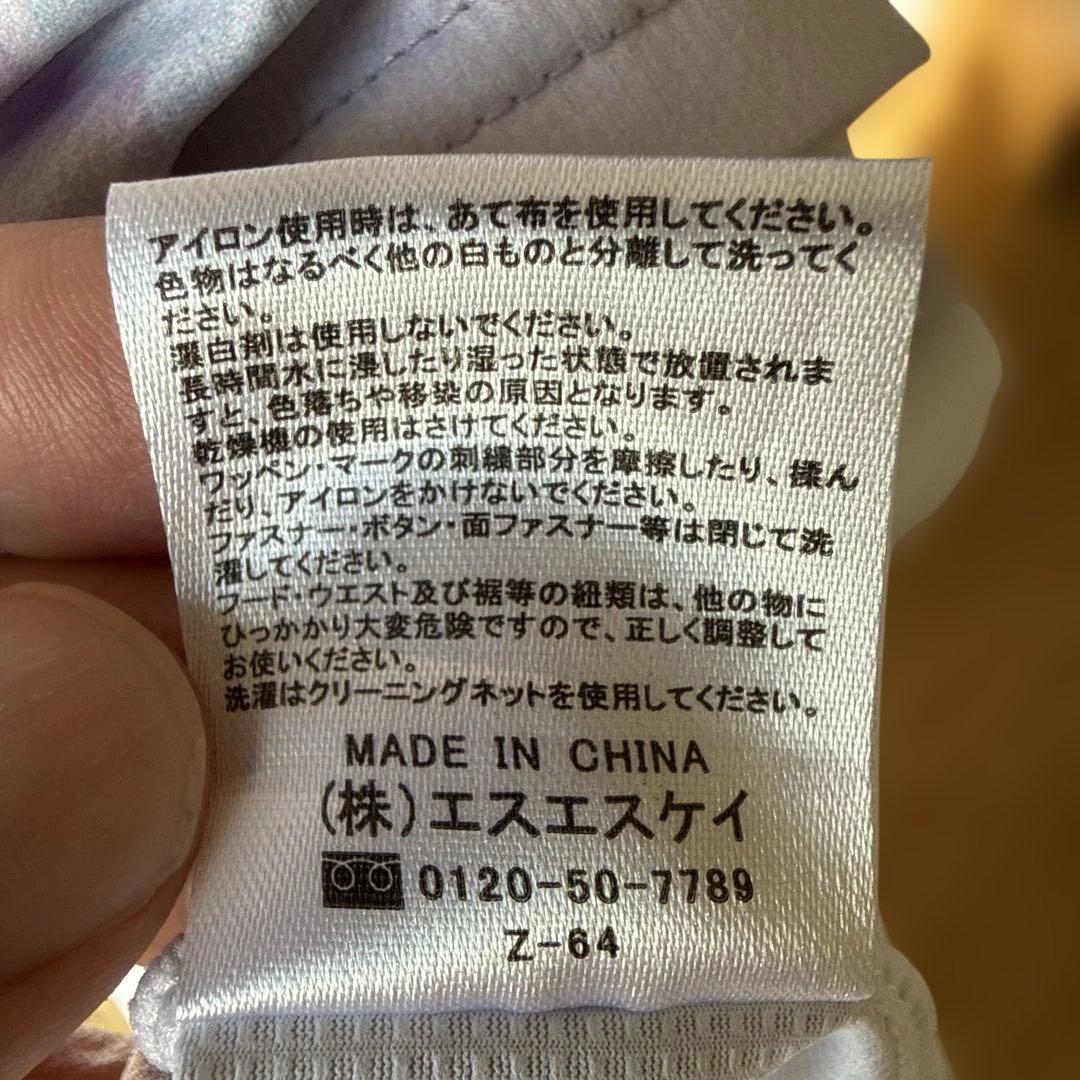 アイロン使用時は、あて布を使用してください。
色物はなるべく他の白ものと分離して洗ってく
ださい。
漂白剤は使用しないでください。
長時間水に浸したり湿った状態で放置されま
すと、色落ちや移染の原因となります。
乾燥機の使用はさけてください。
ワッペン・マークの刺繍部分を摩擦したり、揉ん
だり、アイロンをかけないでください。
ファスナー・ボタン・面ファスナー等は閉じて洗
濯してください。
フード・ウエスト及び裾等の紐類は、他の物に
ひっかかり大変危険ですので、正しく調整して
お使いください。
洗濯はクリーニングネットを使用してください。
MADE IN CHINA
(株)エスエスケイ
0120-50-7789
Z-64